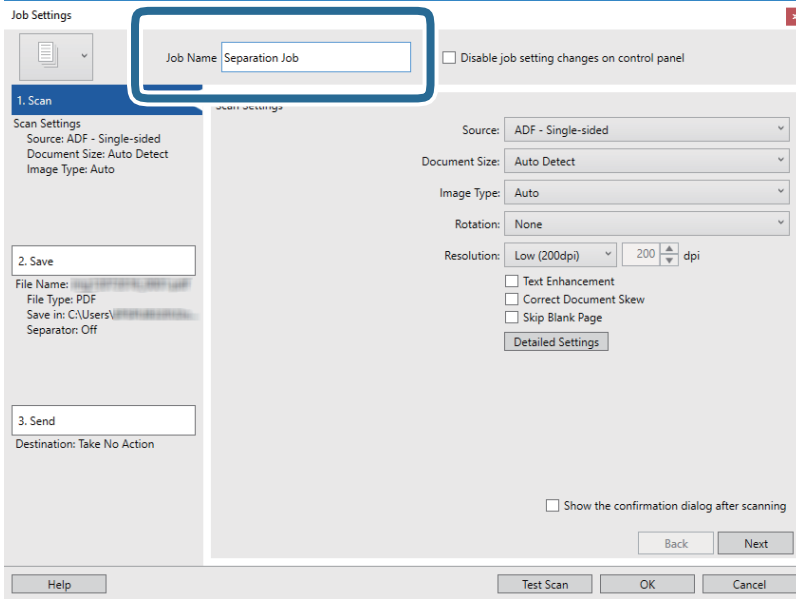 Job Settings
Job Name Separation Job
Disable job setting changes on control panel
1. Scan
Scan Settings
Source: ADF - Single-sided
Document Size: Auto Detect
Image Type: Auto
2. Save
File Name:
File Type: PDF
Save in: C:\Users\
Separator: Off
3. Send
Destination: Take No Action
Scan Settings
Source: ADF - Single-sided
Document Size: Auto Detect
Image Type: Auto
Rotation: None
Resolution: Low (200dpi) 200 dpi
Text Enhancement
Correct Document Skew
Skip Blank Page
Detailed Settings
Show the confirmation dialog after scanning
Back Next
Help Test Scan OK Cancel